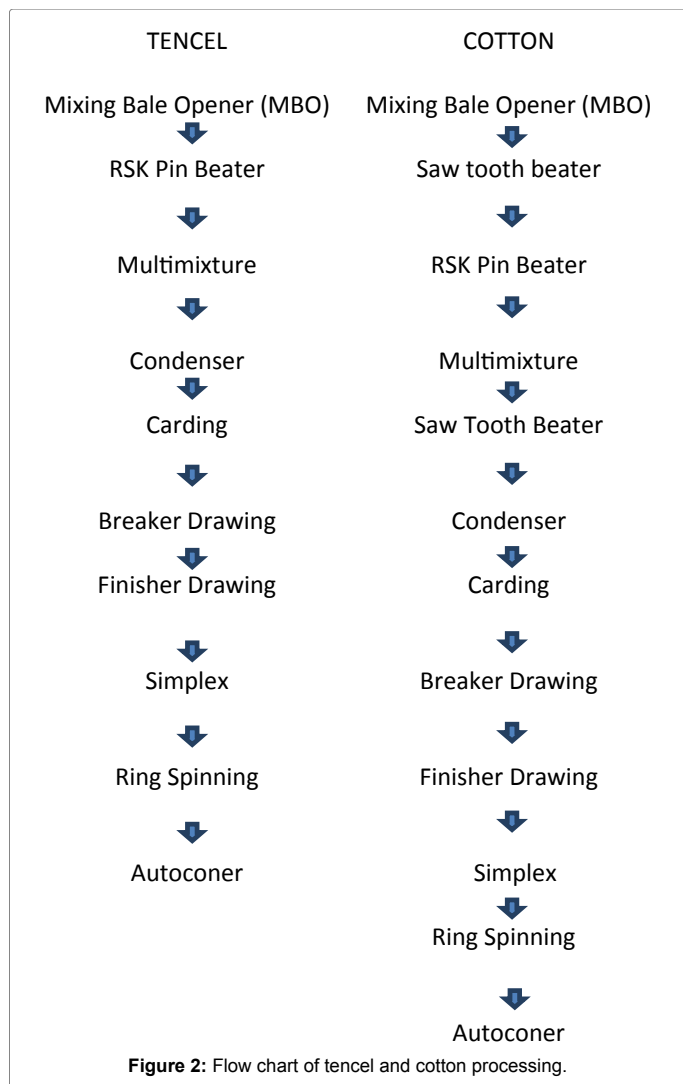 TENCEL
Mixing Bale Opener (MBO)
RSK Pin Beater
Multimixture
Condenser
Carding
Breaker Drawing
Finisher Drawing
Simplex
Ring Spinning
Autoconer
COTTON
Mixing Bale Opener (MBO)
Saw tooth beater
RSK Pin Beater
Multimixture
Saw Tooth Beater
Condenser
Carding
Breaker Drawing
Finisher Drawing
Simplex
Ring Spinning
Autoconer
Figure 2: Flow chart of tencel and cotton processing.